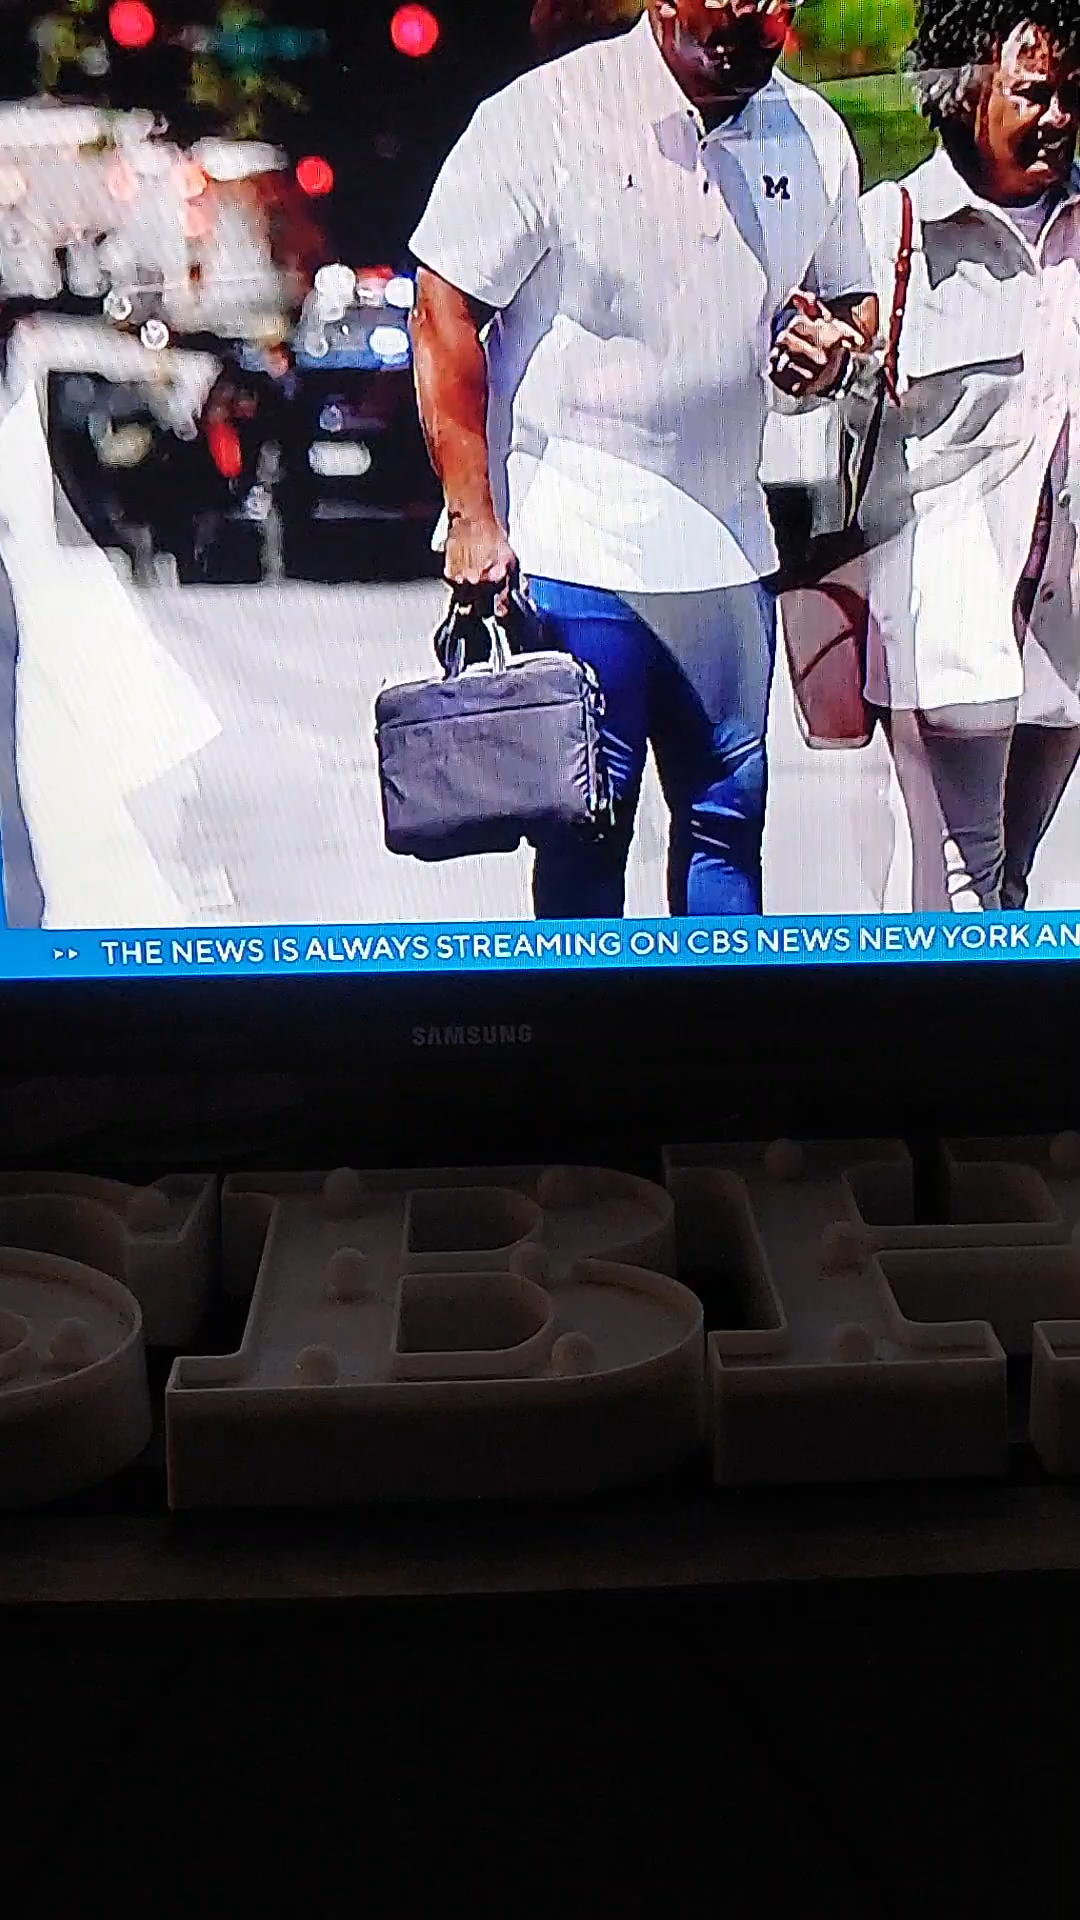 M
▸▸ THE NEWS IS ALWAYS STREAMING ON CBS NEWS NEW YORK AN
SAMSUNG
S B H